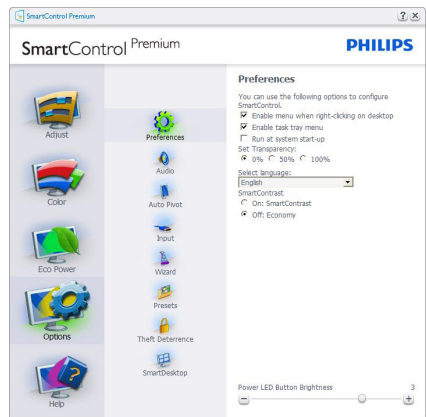 SmartControl Premium
SmartControl Premium
PHILIPS
Adjust
Color
Eco Power
Options
Help
Preferences
Audio
Auto Pivot
Input
Wizard
Presets
Theft Deterrence
SmartDesktop
Preferences
You can use the following options to configure
SmartControl.
Enable menu when right-clicking on desktop
Enable task tray menu
Run at system start-up
Set Transparency:
0% 50% 100%
Select language:
English
SmartContrast
On: SmartContrast
Off: Economy
Power LED Button Brightness 3